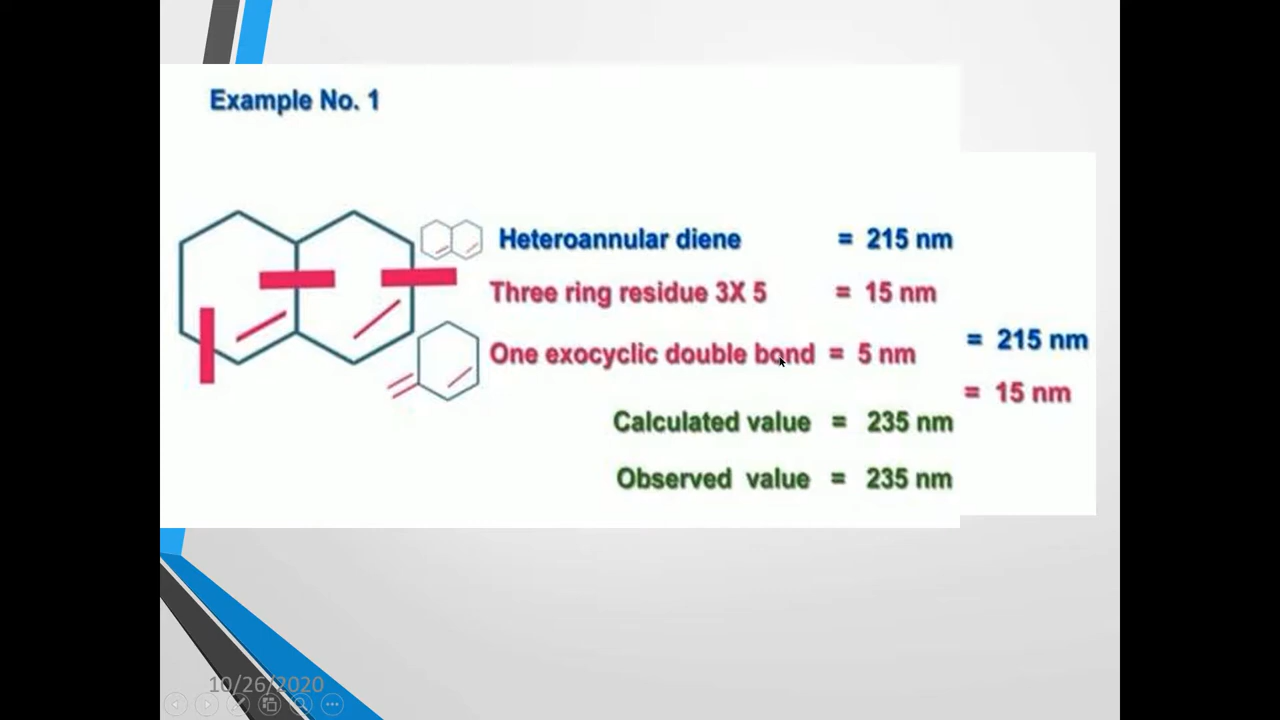 Example No. 1
Heteroannular diene = 215 nm
Three ring residue 3X 5 = 15 nm
One exocyclic double bond = 5 nm
= 215 nm
= 15 nm
Calculated value = 235 nm
Observed value = 235 nm
10/26/2020